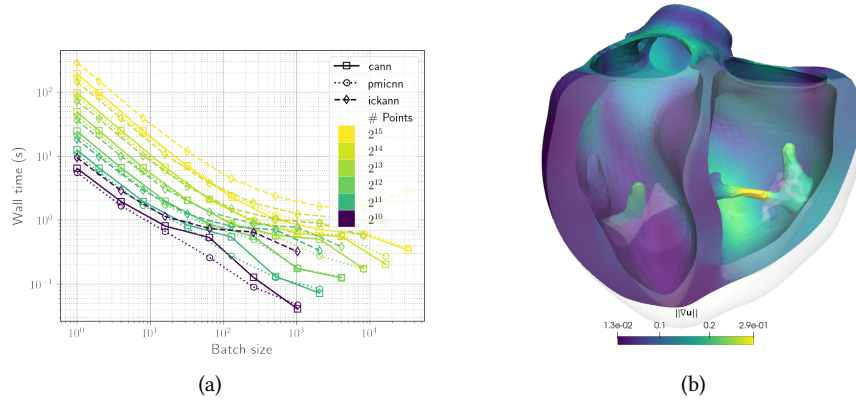 cann
pmicnn
ickann
# Points
2^15
2^14
2^13
2^12
2^11
2^10
Wall time (s)
10^2
10^1
10^0
10^-1
10^0
10^1
10^2
10^3
10^4
Batch size
(a)
||∇u||
1.3e-02
0.1
0.2
2.9e-01
(b)